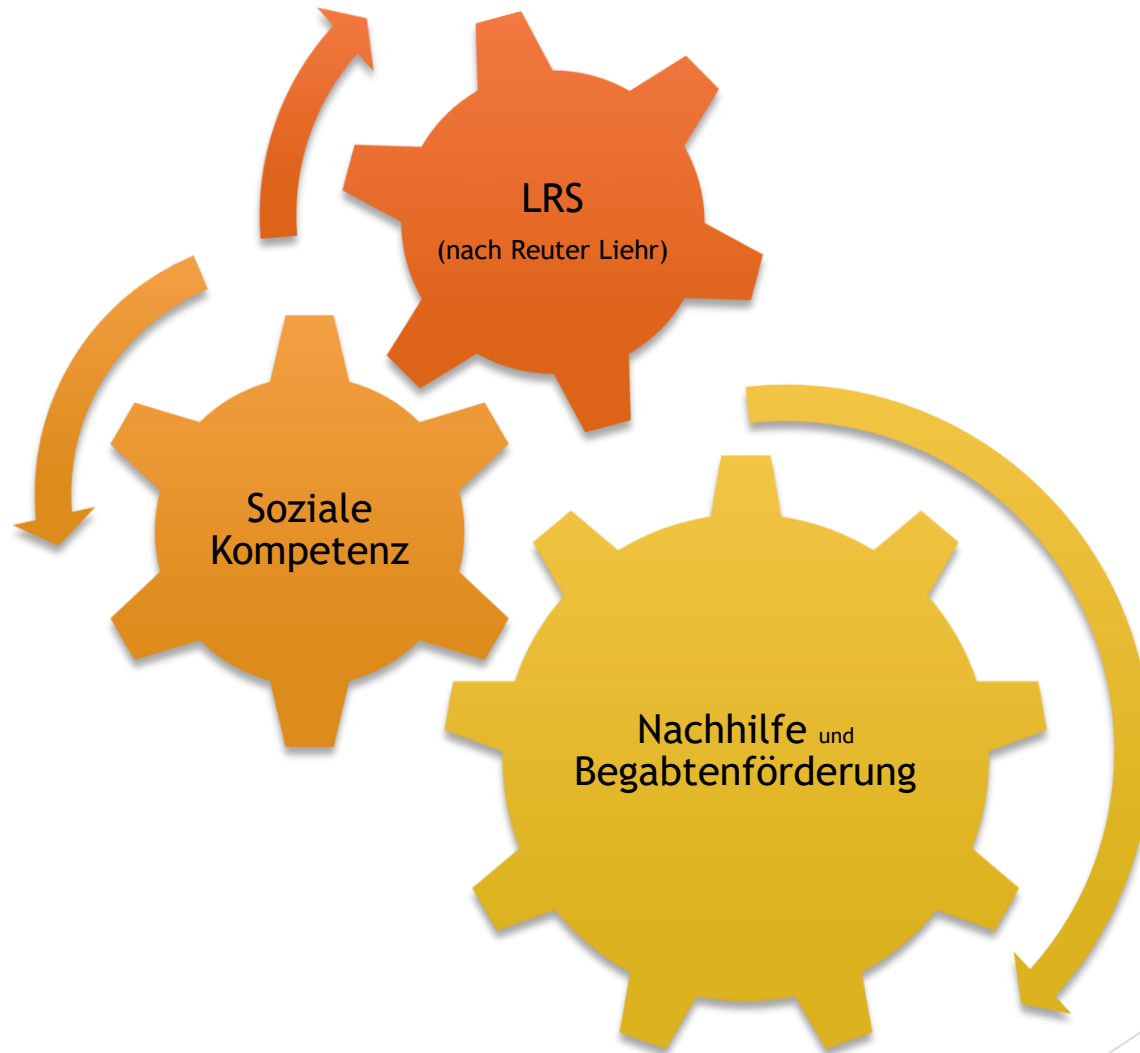 LRS
(nach Reuter Liehr)
Soziale
Kompetenz
Nachhilfe und
Begabtenförderung